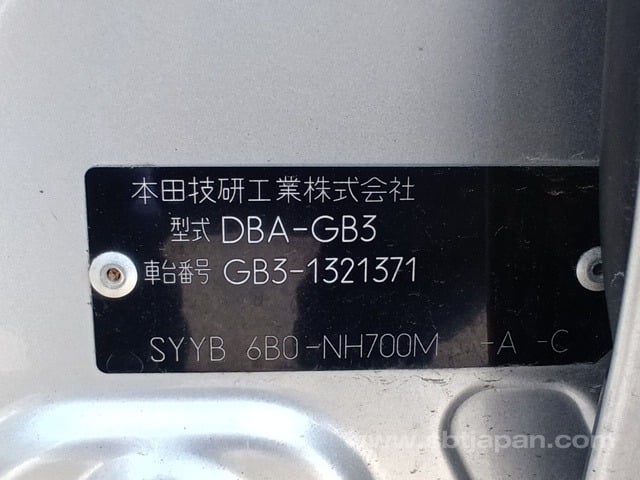 本田技研工業株式会社
型式 DBA-GB3
車台番号 GB3-1321371
SYYB 6B0-NH700M -A -C
www.sbtjapan.com